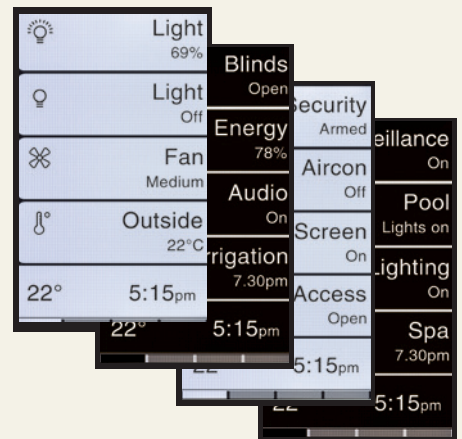 Light
69%
Light
Off
Fan
Medium
Outside
22°C
22° 5:15pm
Blinds
Open
Energy
78%
Audio
On
7.30pm
22° 5:15pm
Security
Armed
Aircon
Off
Screen
On
Access
Open
5:15pm
On
Pool
Lights on
Lighting
On
Spa
7.30pm
5:15pm